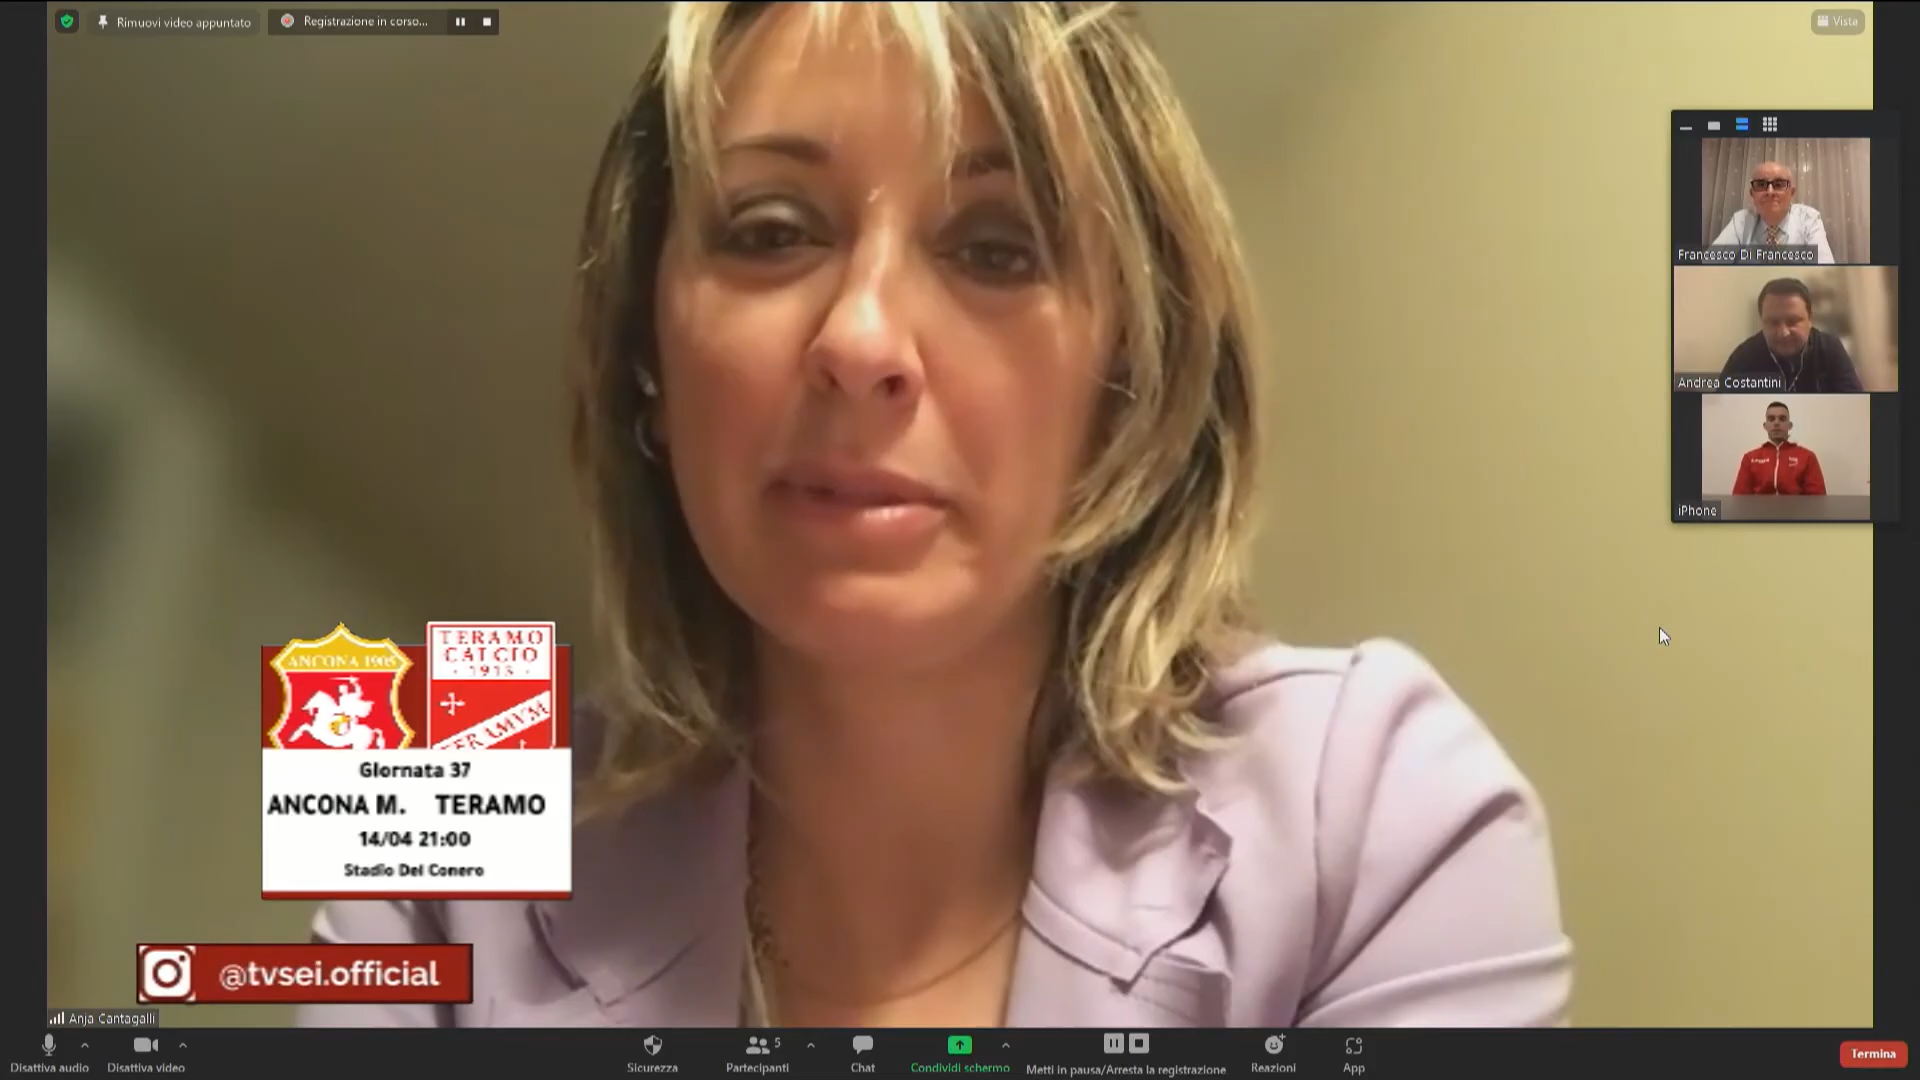 Rimuovi video appuntato
Registrazione in corso...
Vista
Francesco Di Francesco
Andrea Costantini
iPhone
ANCONA 1905
TERAMO
CALCIO
· 1913 ·
TERAMVM
Giornata 37
ANCONA M. TERAMO
14/04 21:00
Stadio Del Conero
@tvsei.official
Anja Cantagalli
Disattiva audio
Disattiva video
Sicurezza
Partecipanti
5
Chat
Condividi schermo
Metti in pausa/Arresta la registrazione
Reazioni
App
Termina